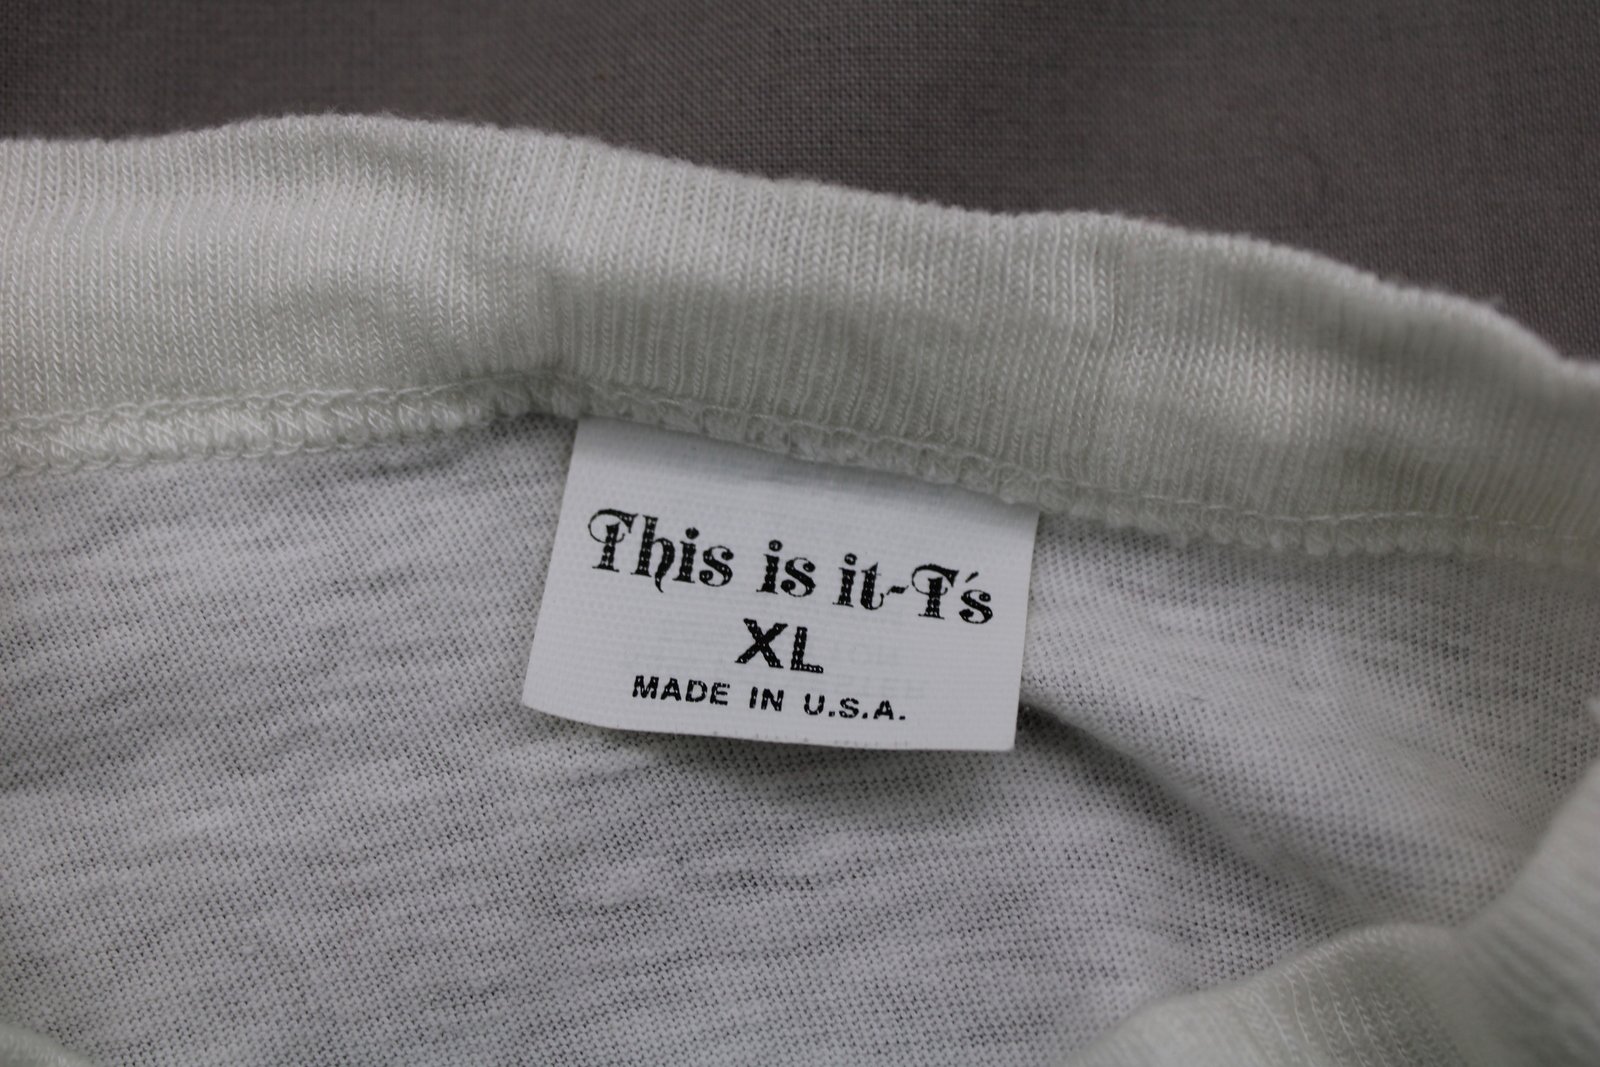 This is it-T's
XL
MADE IN U.S.A.